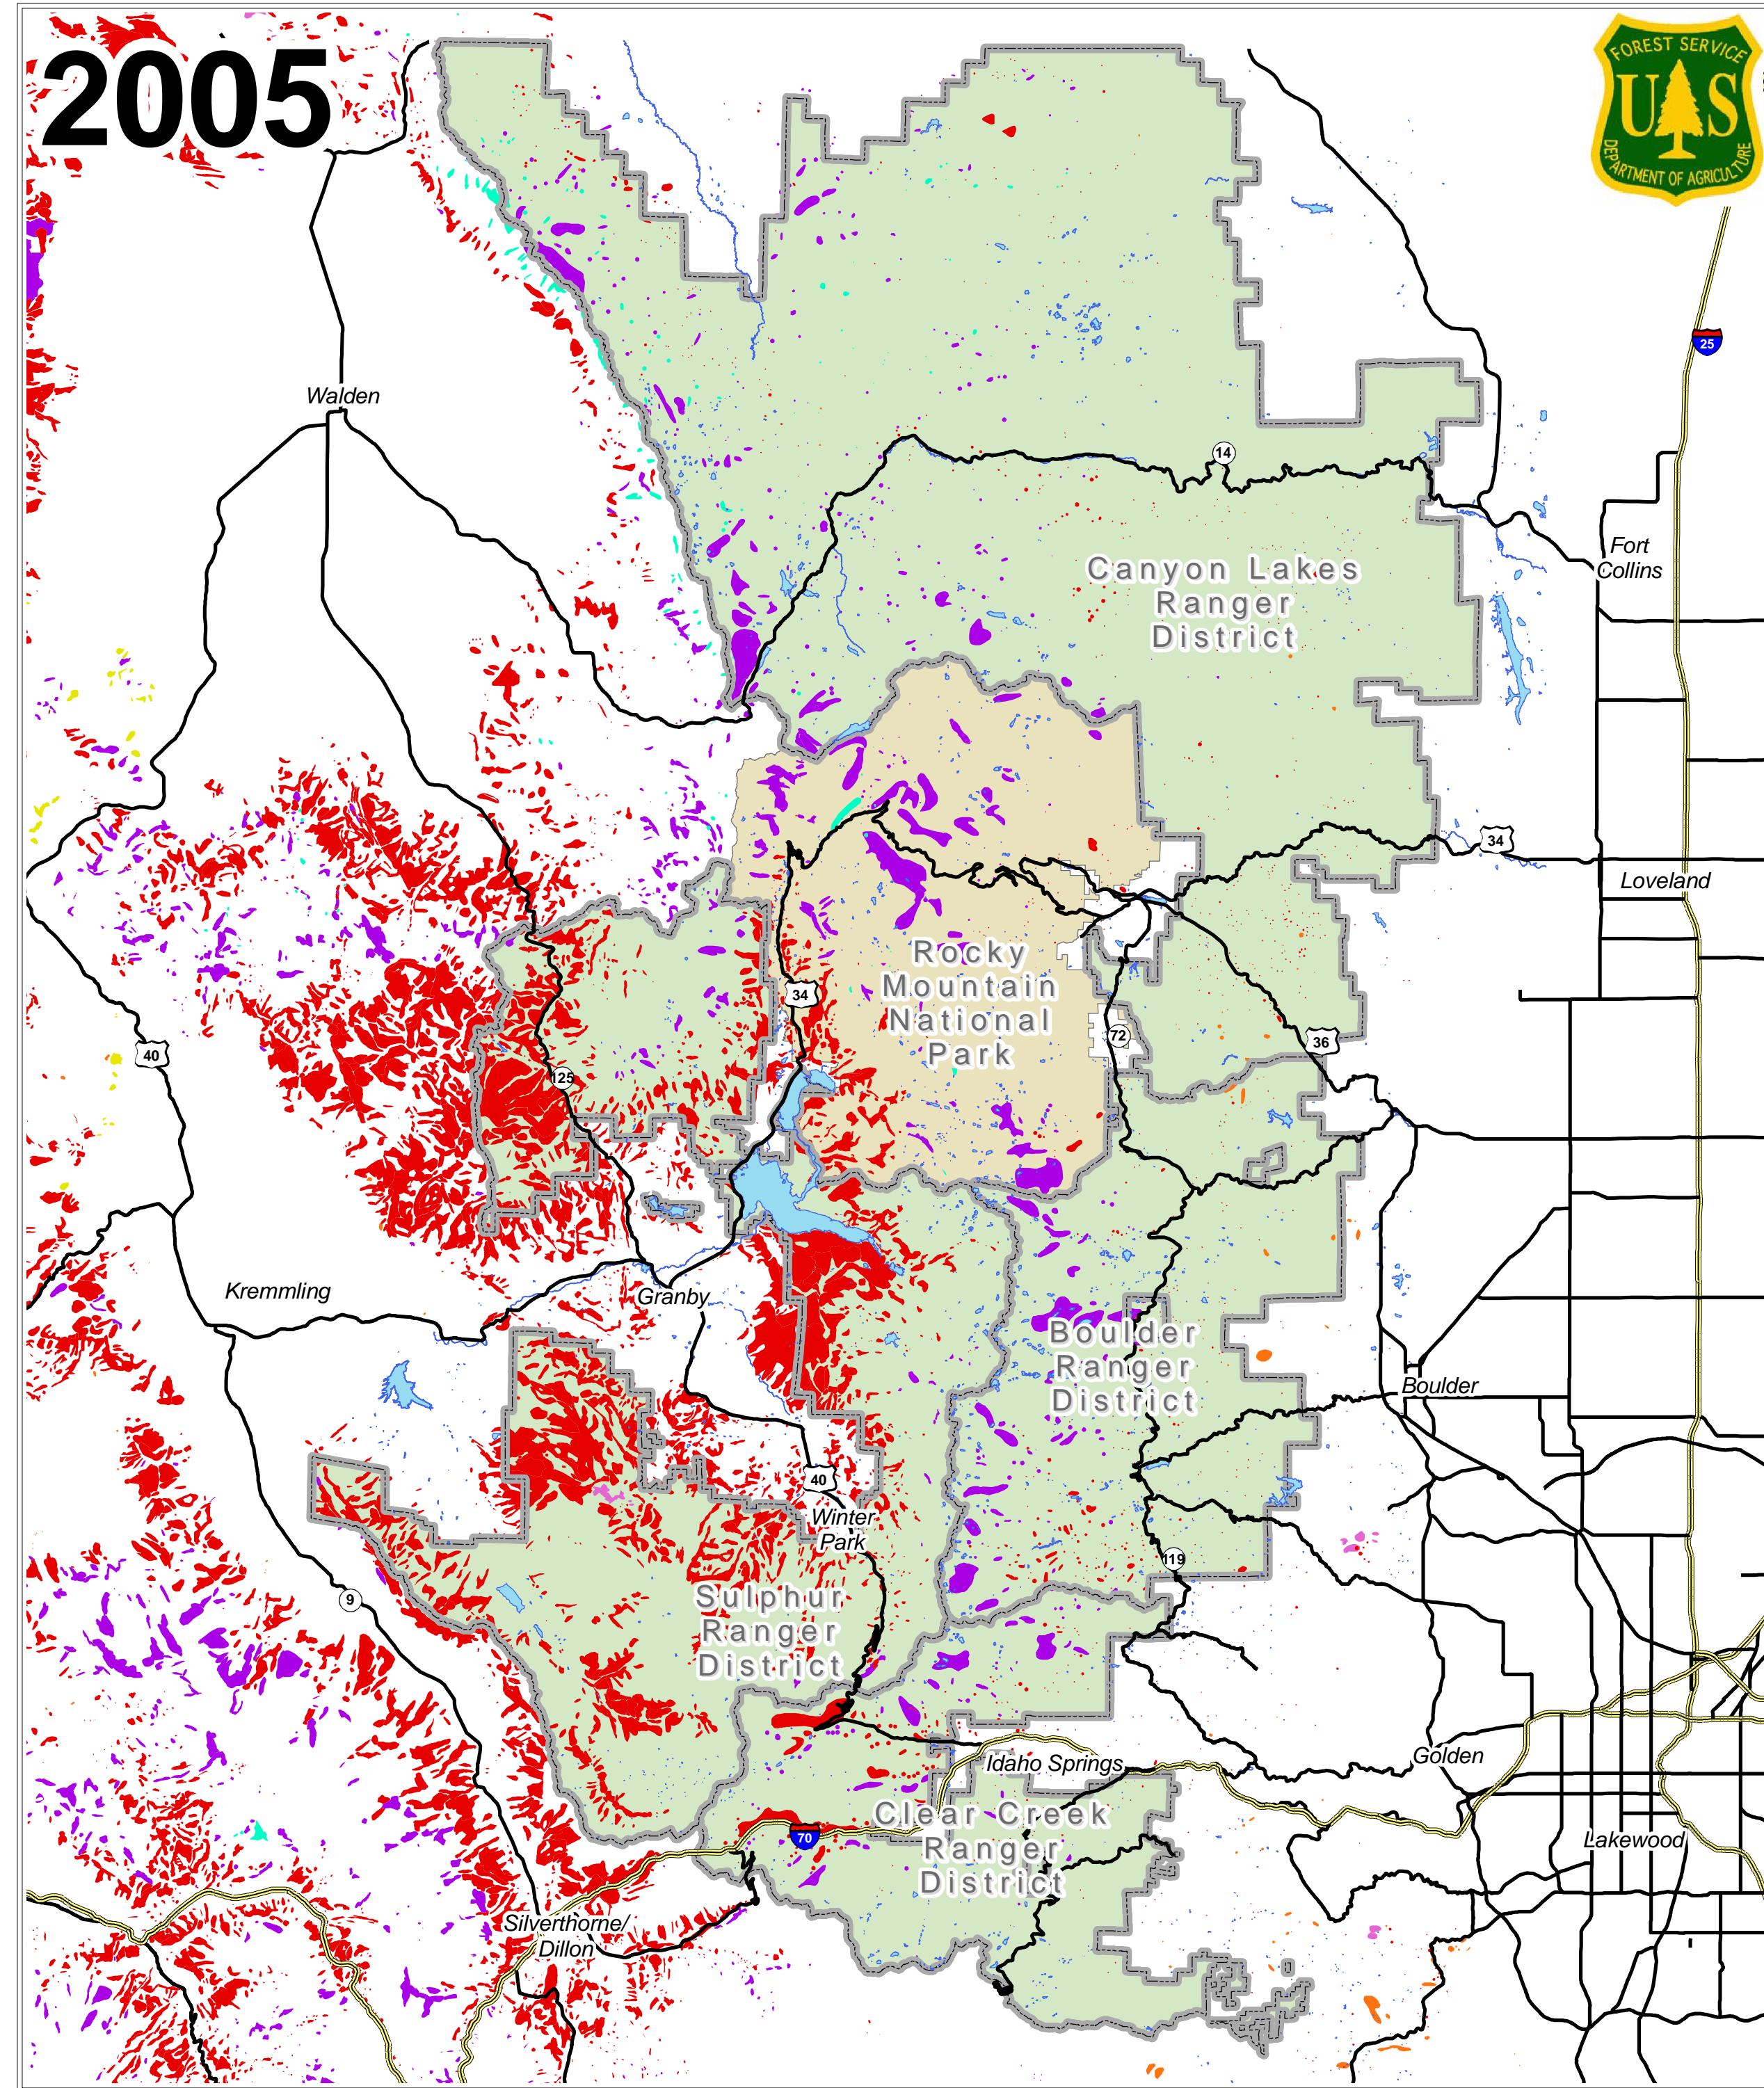 2005
FOREST SERVICE
U S
DEPARTMENT OF AGRICULTURE
25
Walden
14
Fort
Collins
Canyon Lakes
Ranger
District
34
Loveland
Rocky
Mountain
National
Park
34
72
36
40
125
Kremmling
Granby
Boulder
Ranger
District
Boulder
40
Winter
Park
119
9
Sulphur
Ranger
District
Idaho Springs
Golden
Clear Creek
Ranger
District
70
Lakewood
Silverthorne/
Dillon